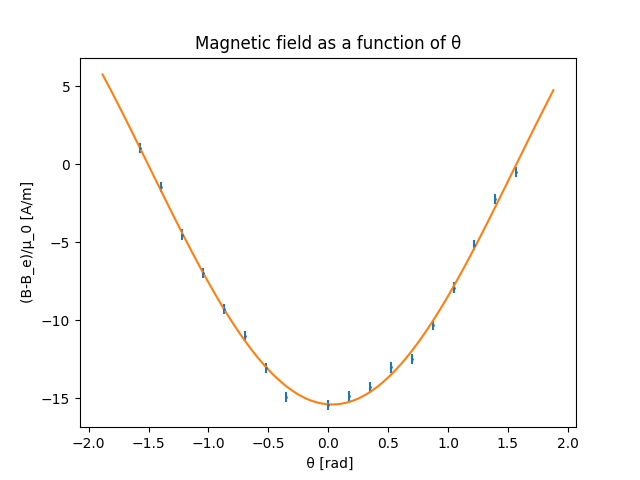 Magnetic field as a function of θ
(B-B_e)/μ_0 [A/m]
5
0
−5
−10
−15
−2.0 −1.5 −1.0 −0.5 0.0 0.5 1.0 1.5 2.0
θ [rad]